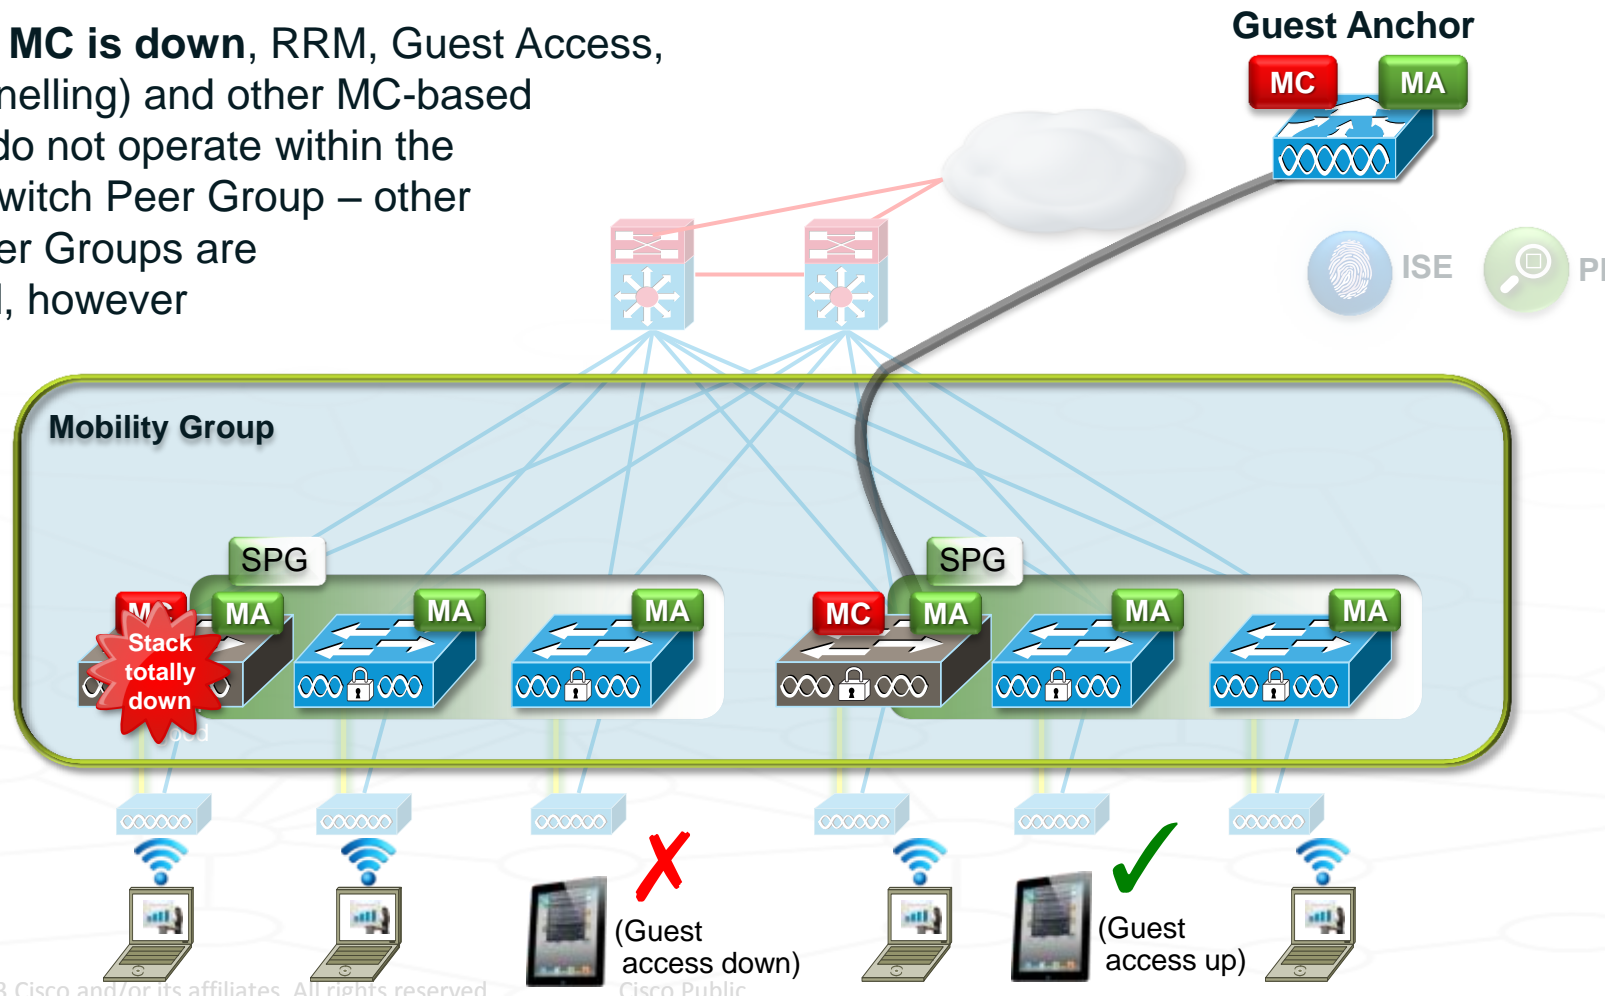 MC is down, RRM, Guest Access,
nelling) and other MC-based
do not operate within the
witch Peer Group – other
er Groups are
, however
Guest Anchor
MC MA
ISE
Mobility Group
SPG
SPG
MC MA MA MA
MC MA MA MA
Stack
totally
down
(Guest
access down)
(Guest
access up)
Cisco and/or its affiliates. All rights reserved.
Cisco Public